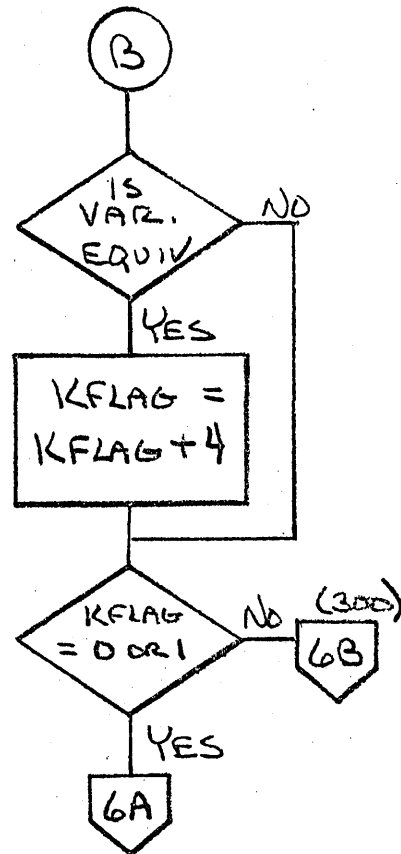 B
IS
VAR.
EQUIV
NO
YES
KFLAG =
KFLAG + 4
KFLAG
= 0 OR 1
NO
(300)
6B
YES
6A